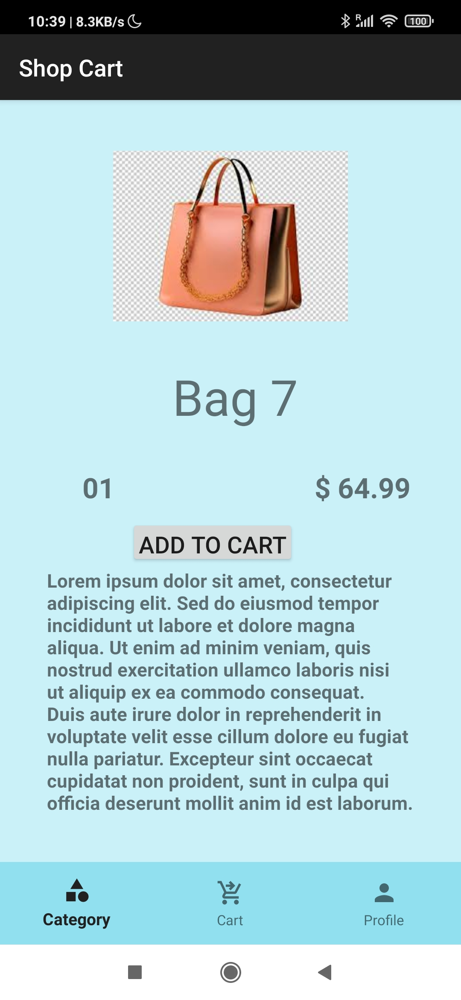 10:39 | 8.3KB/s
R
100
Shop Cart
Bag 7
01
$ 64.99
ADD TO CART
Lorem ipsum dolor sit amet, consectetur
adipiscing elit. Sed do eiusmod tempor
incididunt ut labore et dolore magna
aliqua. Ut enim ad minim veniam, quis
nostrud exercitation ullamco laboris nisi
ut aliquip ex ea commodo consequat.
Duis aute irure dolor in reprehenderit in
voluptate velit esse cillum dolore eu fugiat
nulla pariatur. Excepteur sint occaecat
cupidatat non proident, sunt in culpa qui
officia deserunt mollit anim id est laborum.
Category
Cart
Profile